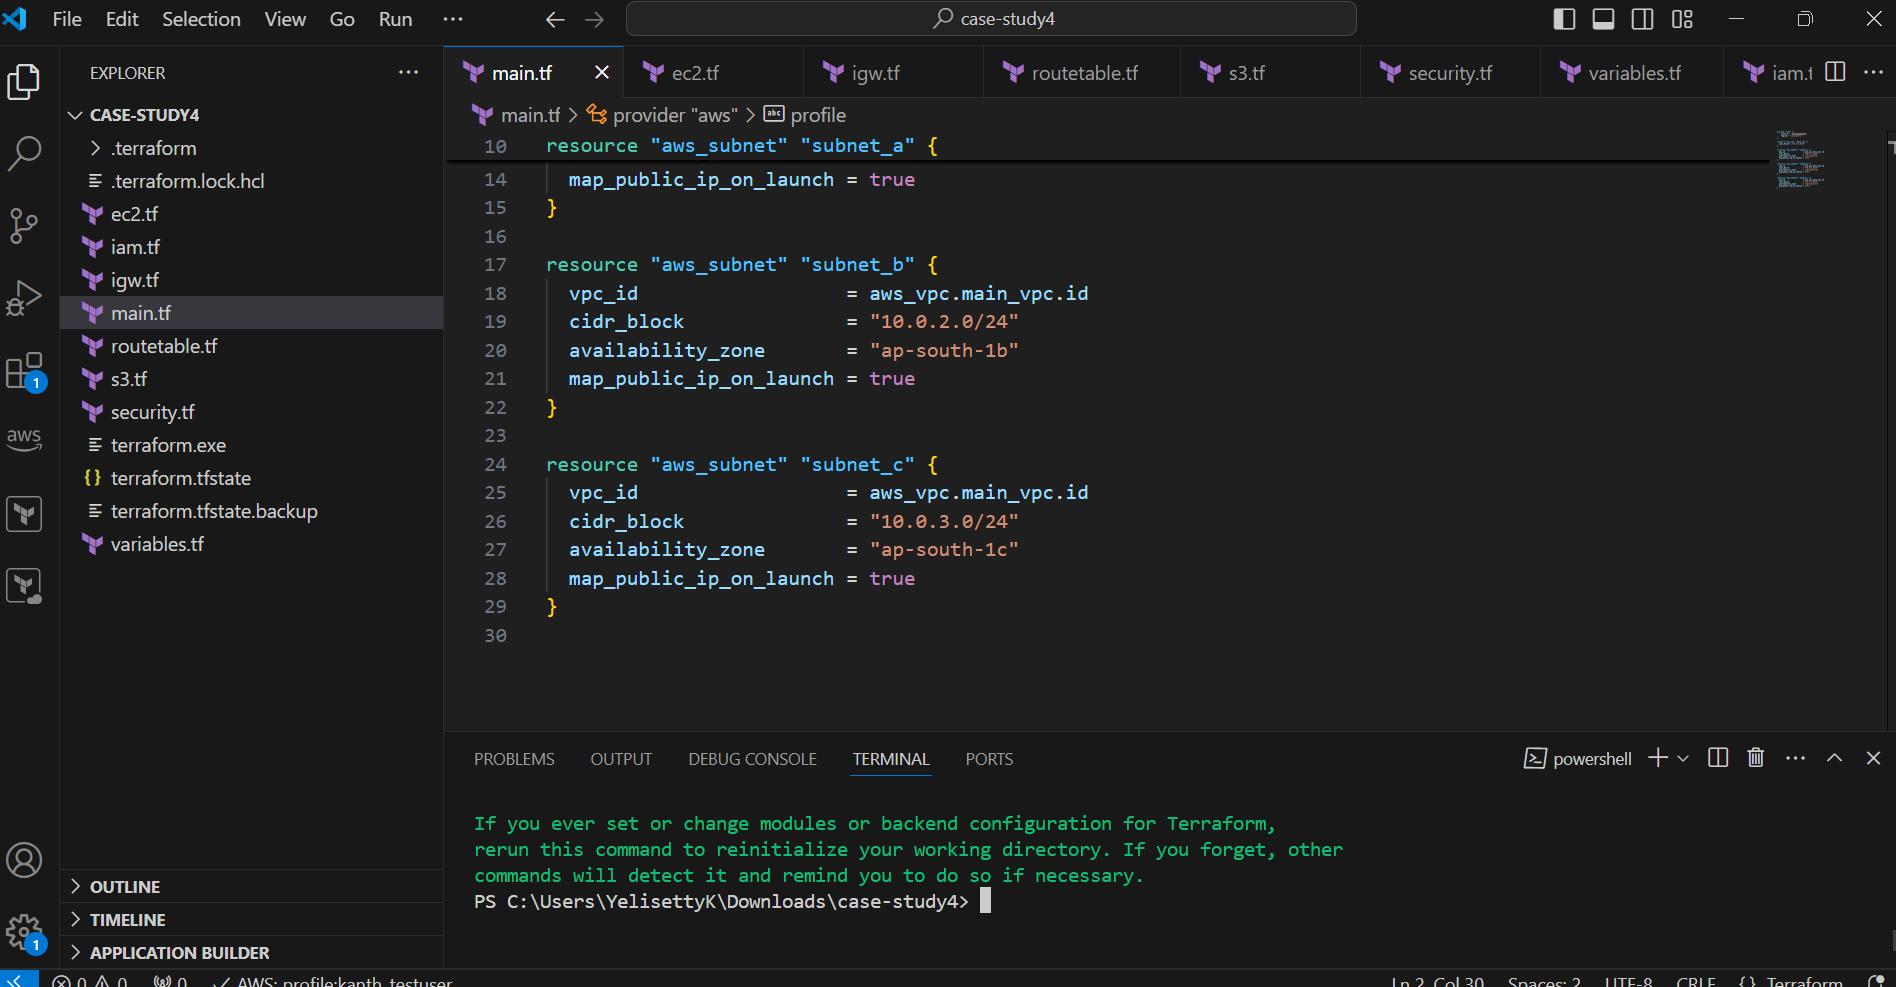 File Edit Selection View Go Run ···
case-study4
EXPLORER
CASE-STUDY4
.terraform
.terraform.lock.hcl
ec2.tf
iam.tf
igw.tf
main.tf
routetable.tf
s3.tf
security.tf
terraform.exe
terraform.tfstate
terraform.tfstate.backup
variables.tf
OUTLINE
TIMELINE
APPLICATION BUILDER
1
aws
1
main.tf ec2.tf igw.tf routetable.tf s3.tf security.tf variables.tf iam.t
main.tf > provider "aws" > abc profile
10 resource "aws_subnet" "subnet_a" {
14 map_public_ip_on_launch = true
15 }
16
17 resource "aws_subnet" "subnet_b" {
18 vpc_id = aws_vpc.main_vpc.id
19 cidr_block = "10.0.2.0/24"
20 availability_zone = "ap-south-1b"
21 map_public_ip_on_launch = true
22 }
23
24 resource "aws_subnet" "subnet_c" {
25 vpc_id = aws_vpc.main_vpc.id
26 cidr_block = "10.0.3.0/24"
27 availability_zone = "ap-south-1c"
28 map_public_ip_on_launch = true
29 }
30
PROBLEMS OUTPUT DEBUG CONSOLE TERMINAL PORTS
powershell
If you ever set or change modules or backend configuration for Terraform,
rerun this command to reinitialize your working directory. If you forget, other
commands will detect it and remind you to do so if necessary.
PS C:\Users\YelisettyK\Downloads\case-study4>
0 0 0 AWS: profile:kanth_testuser Ln 2, Col 30 Spaces: 2 UTF-8 CRLF {} Terraform